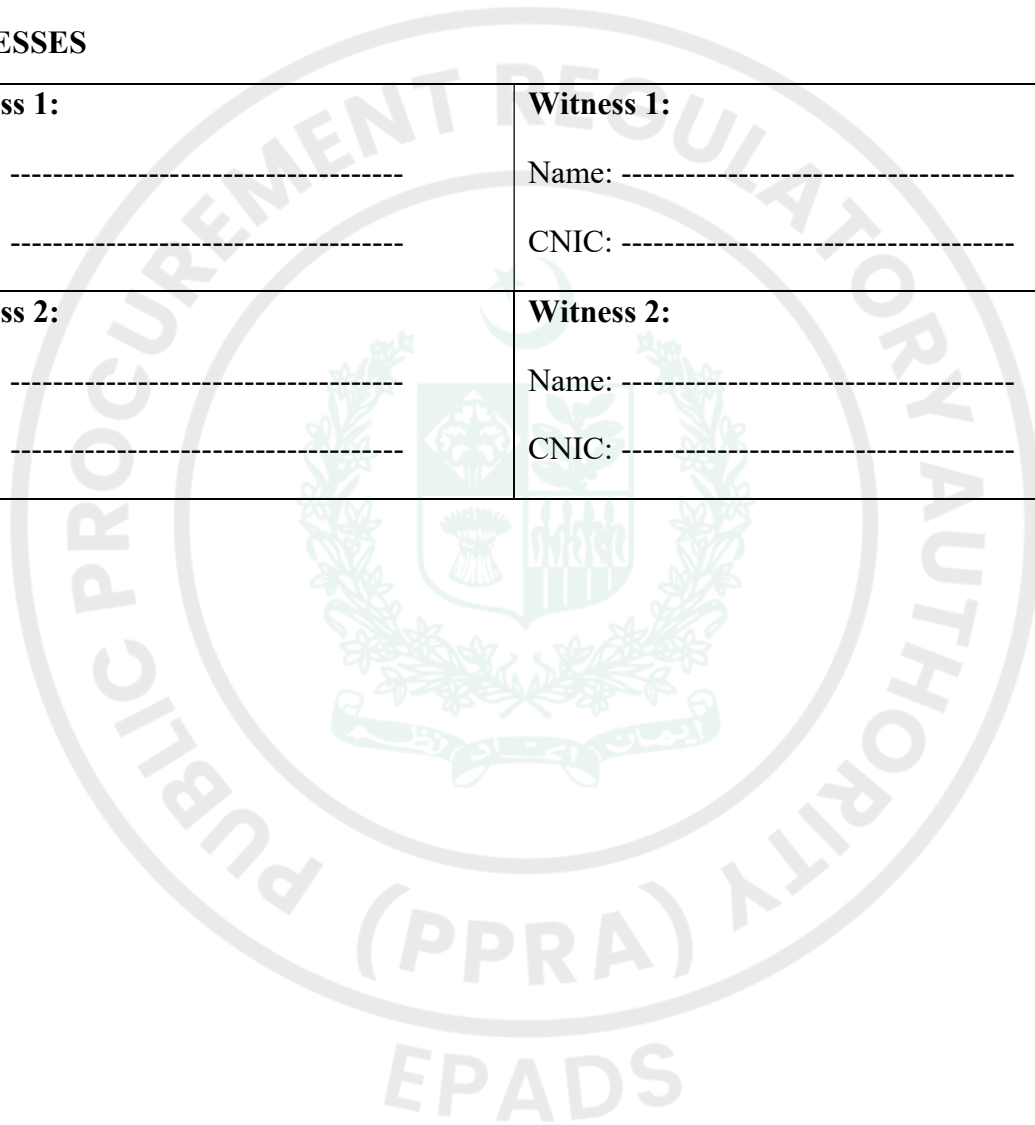 ESSES
ss 1: Witness 1:
------------------------------------- Name: -------------------------------------
------------------------------------- CNIC: -------------------------------------
ss 2: Witness 2:
------------------------------------- Name: -------------------------------------
------------------------------------- CNIC: -------------------------------------
PUBLIC PROCUREMENT REGULATORY AUTHORITY
(PPRA)
EPADS